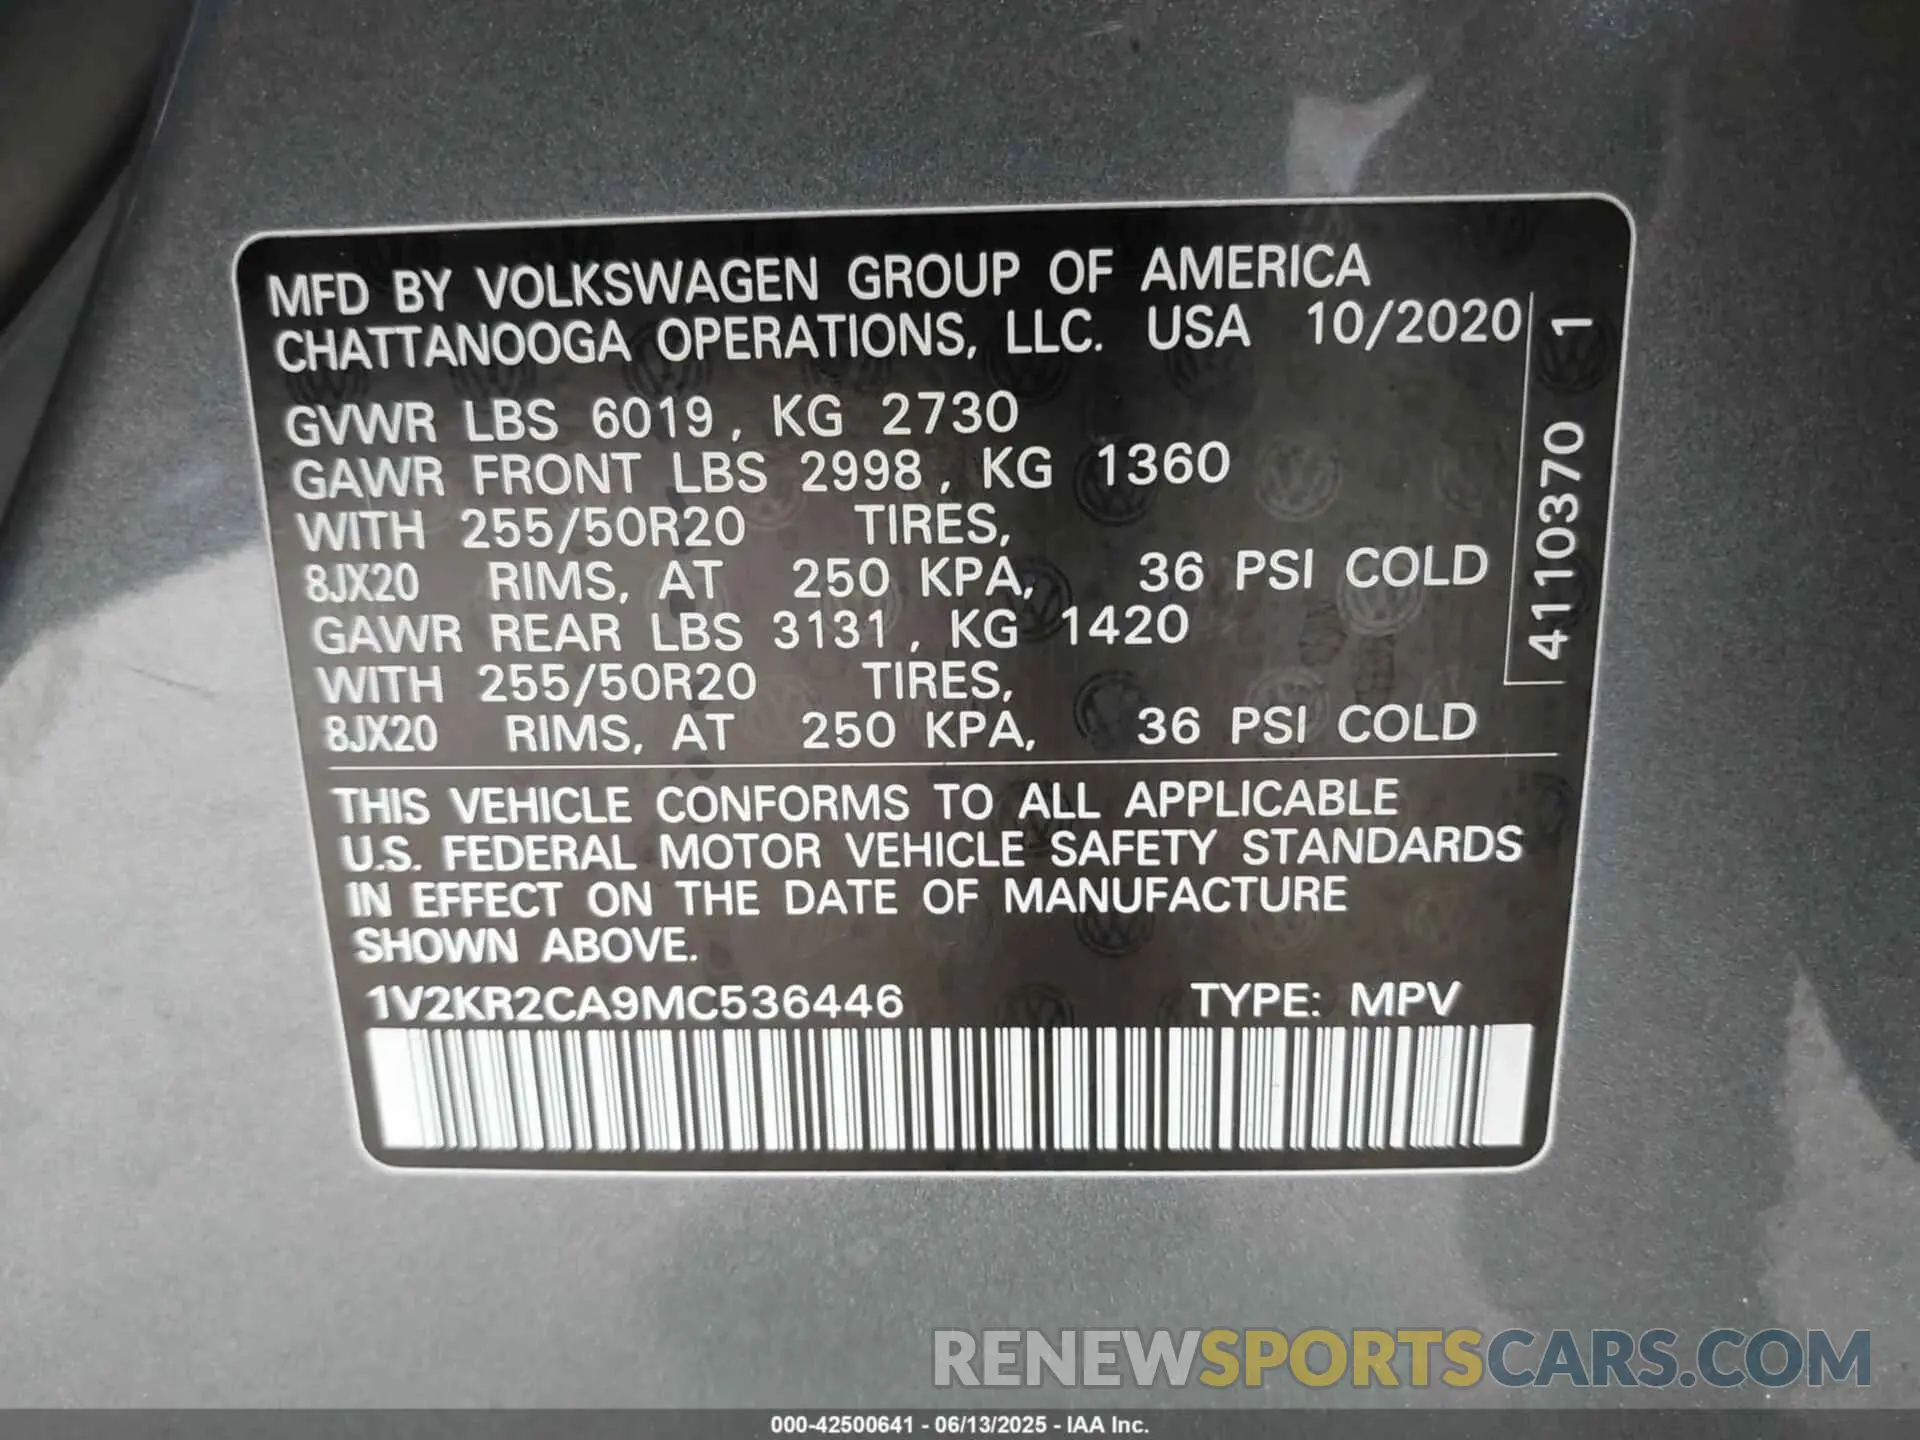 MFD BY VOLKSWAGEN GROUP OF AMERICA
CHATTANOOGA OPERATIONS, LLC. USA 10/2020
GVWR LBS 6019, KG 2730
GAWR FRONT LBS 2998, KG 1360
WITH 255/50R20 TIRES,
8JX20 RIMS, AT 250 KPA, 36 PSI COLD
GAWR REAR LBS 3131, KG 1420
WITH 255/50R20 TIRES,
8JX20 RIMS, AT 250 KPA, 36 PSI COLD
4110370 1
THIS VEHICLE CONFORMS TO ALL APPLICABLE
U.S. FEDERAL MOTOR VEHICLE SAFETY STANDARDS
IN EFFECT ON THE DATE OF MANUFACTURE
SHOWN ABOVE.
1V2KR2CA9MC536446 TYPE: MPV
RENEWSPORTSCARS.COM
000-42500641 - 06/13/2025 - IAA Inc.